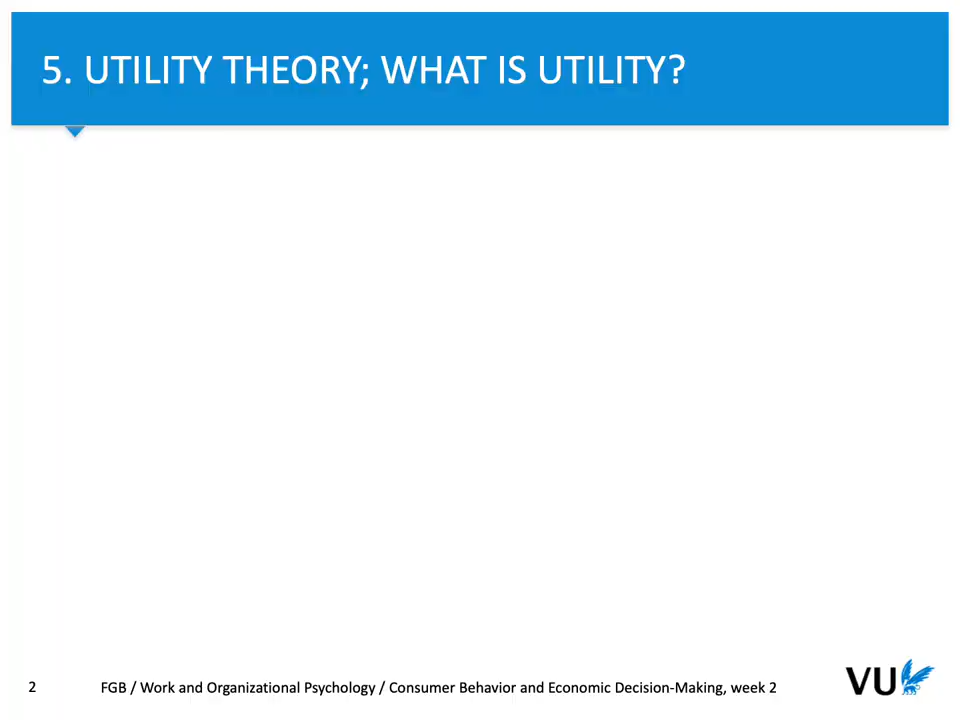 5. UTILITY THEORY; WHAT IS UTILITY?
2
FGB / Work and Organizational Psychology / Consumer Behavior and Economic Decision-Making, week 2
VU